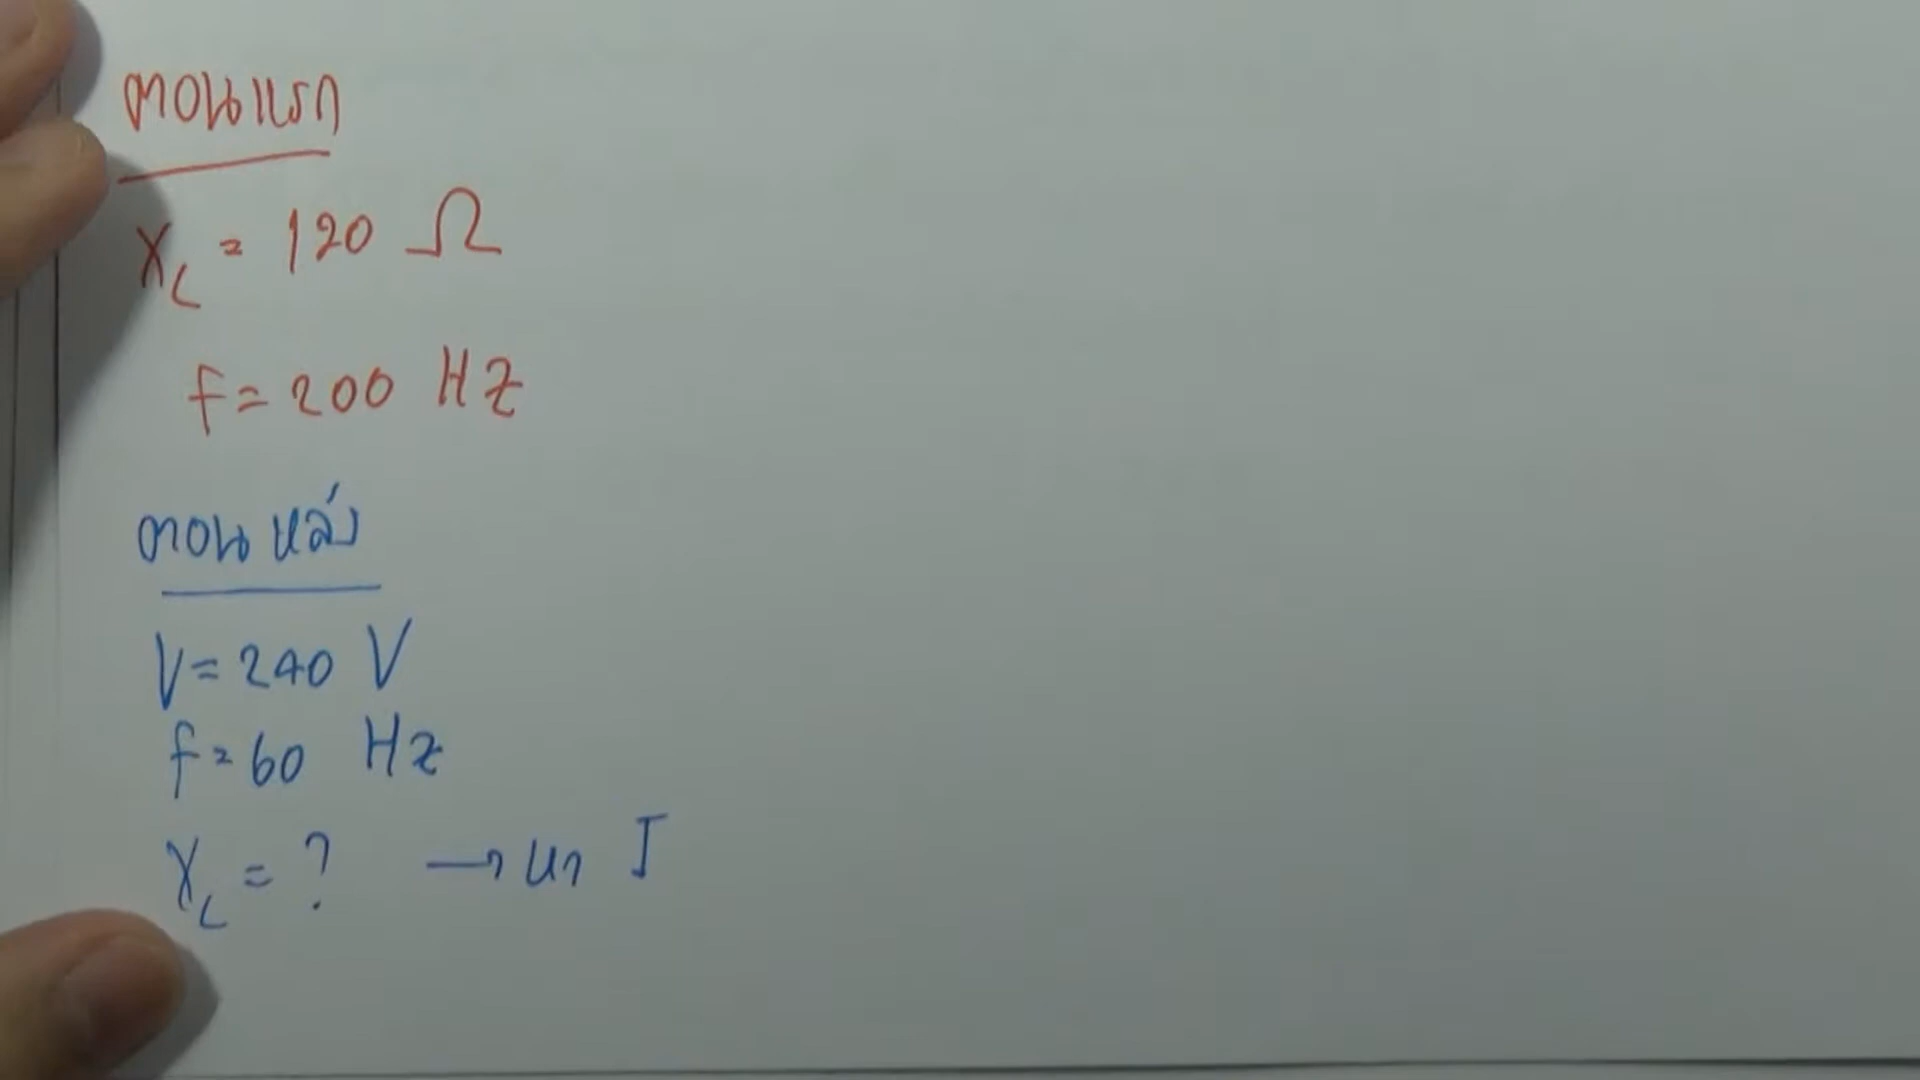 ตอนแรก
X_L = 120 Ω
f = 200 Hz
ตอนหลัง
V = 240 V
f = 60 Hz
X_L = ? → หา I